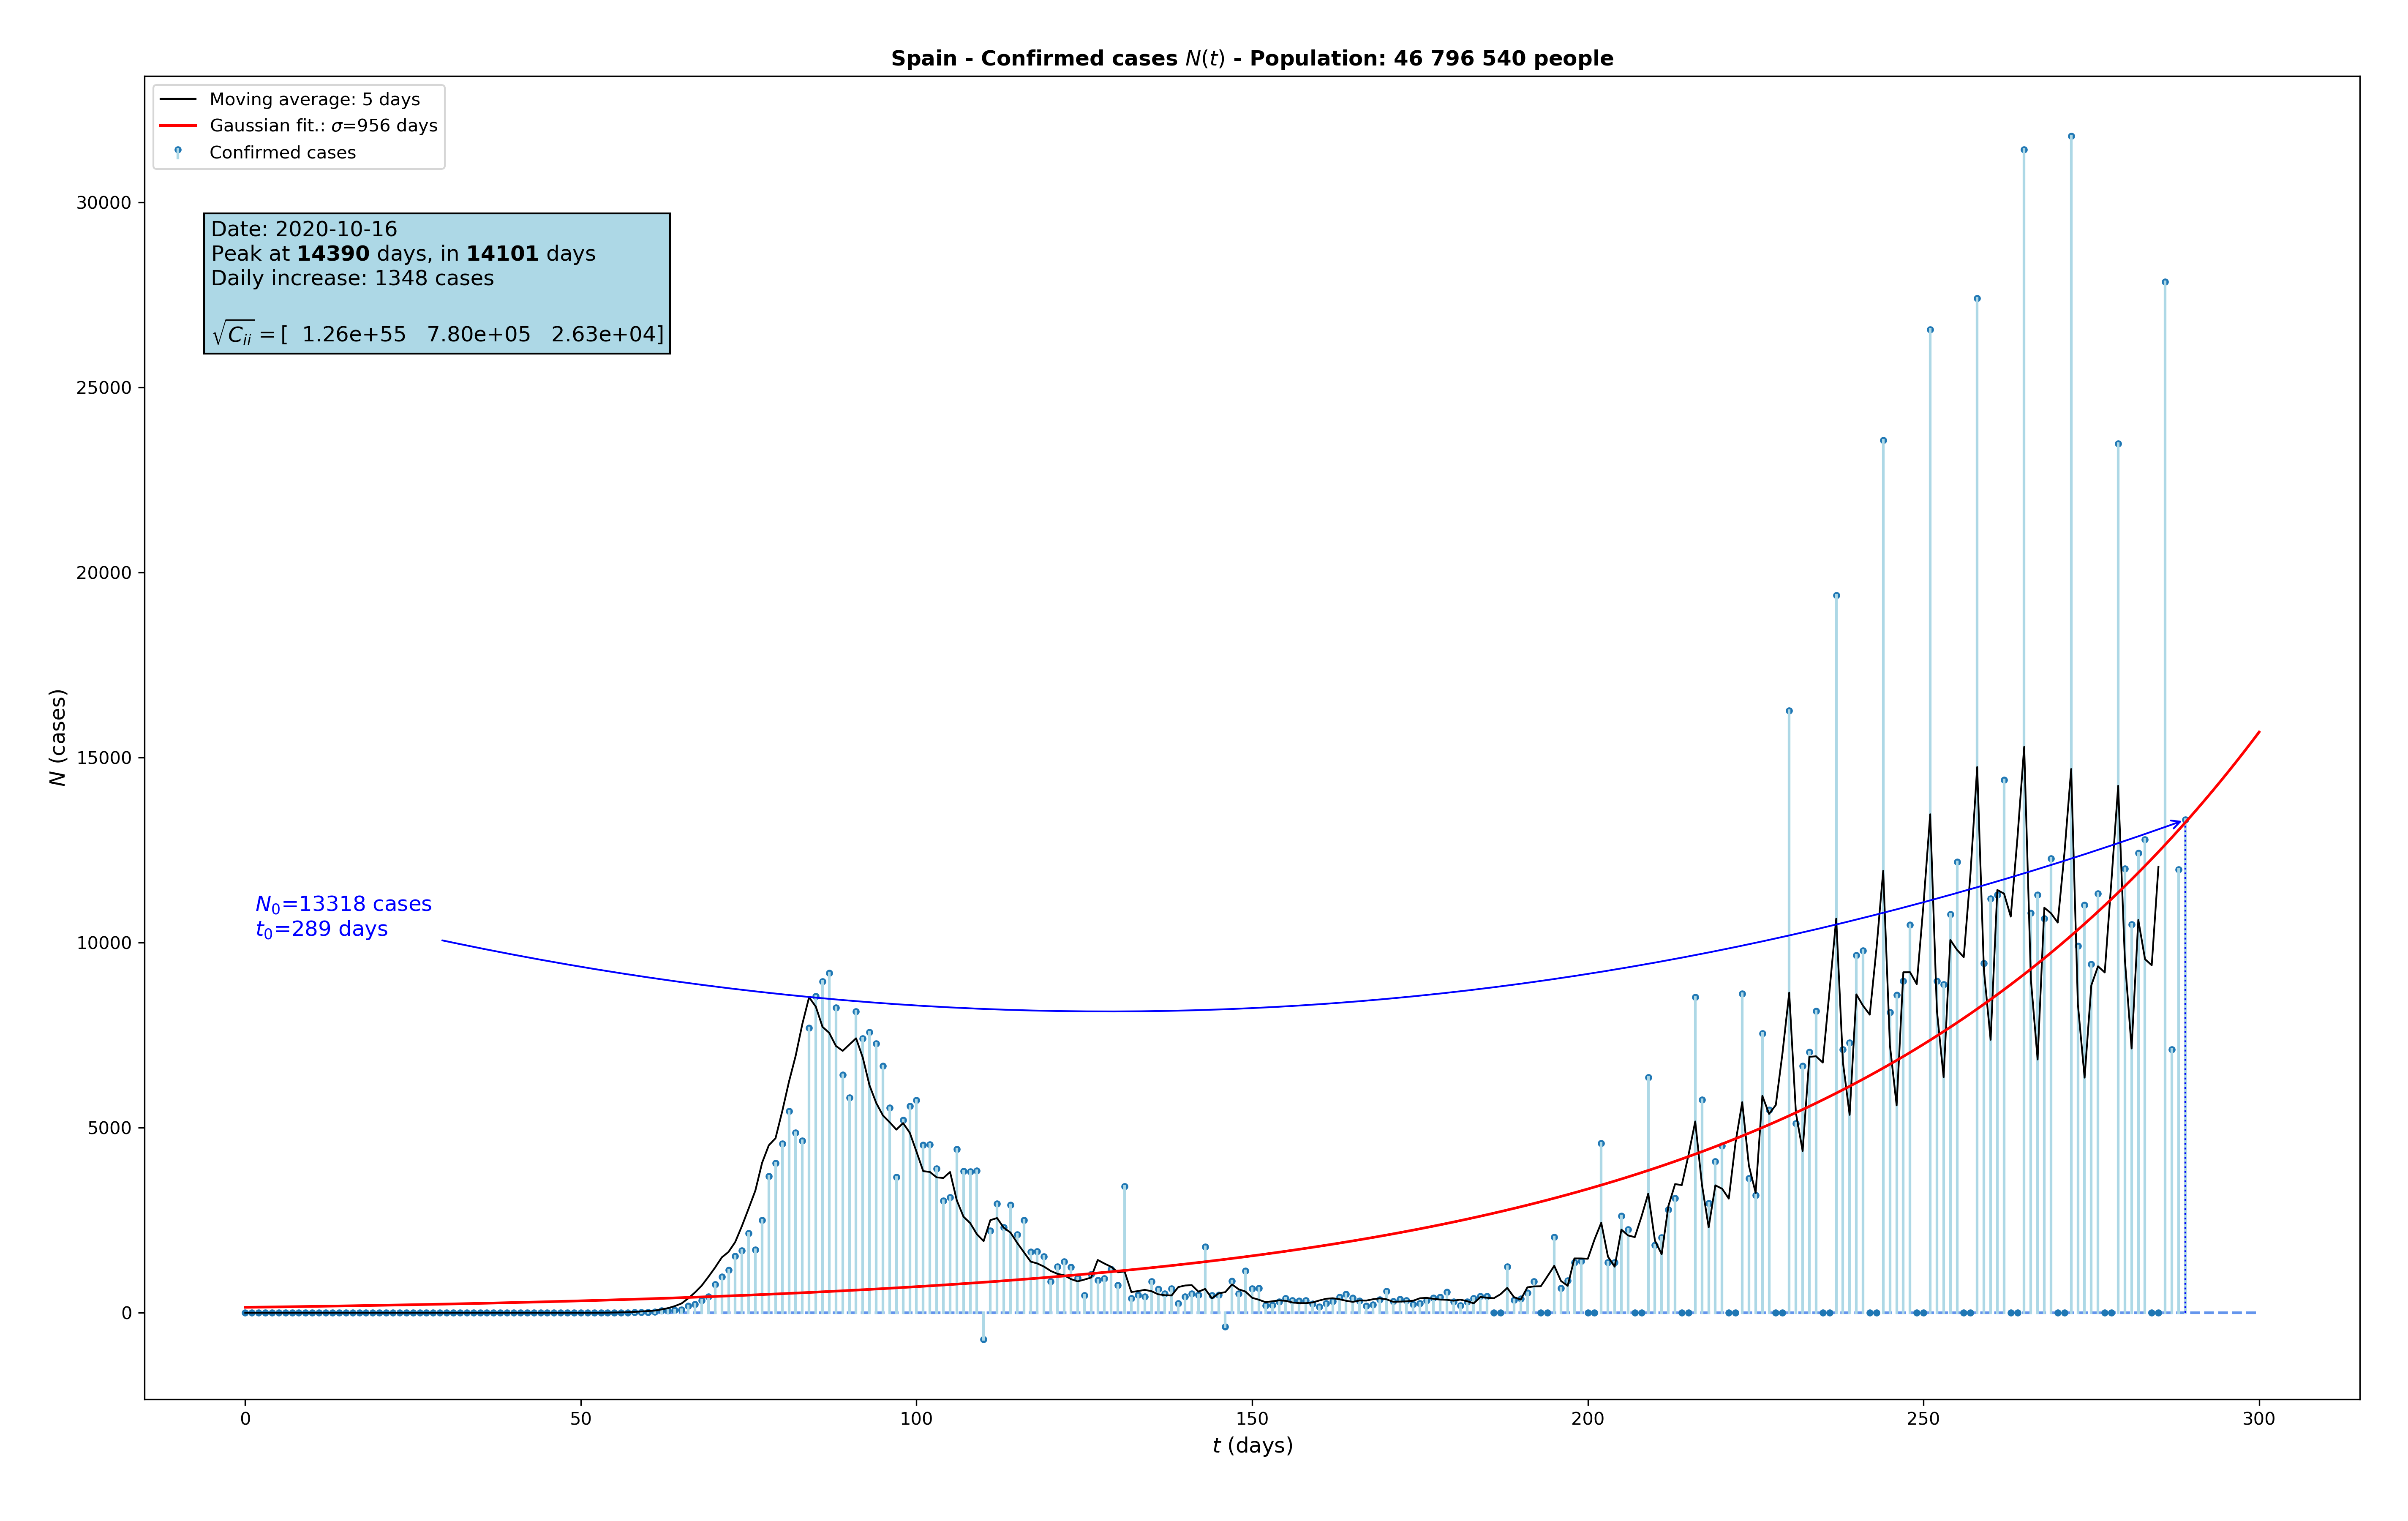 Spain - Confirmed cases N(t) - Population: 46 796 540 people
Moving average: 5 days
Gaussian fit.: σ=956 days
Confirmed cases
Date: 2020-10-16
Peak at 14390 days, in 14101 days
Daily increase: 1348 cases
√Cii = [ 1.26e+55 7.80e+05 2.63e+04]
N0=13318 cases
t0=289 days
N (cases)
30000
25000
20000
15000
10000
5000
0
0 50 100 150 200 250 300
t (days)